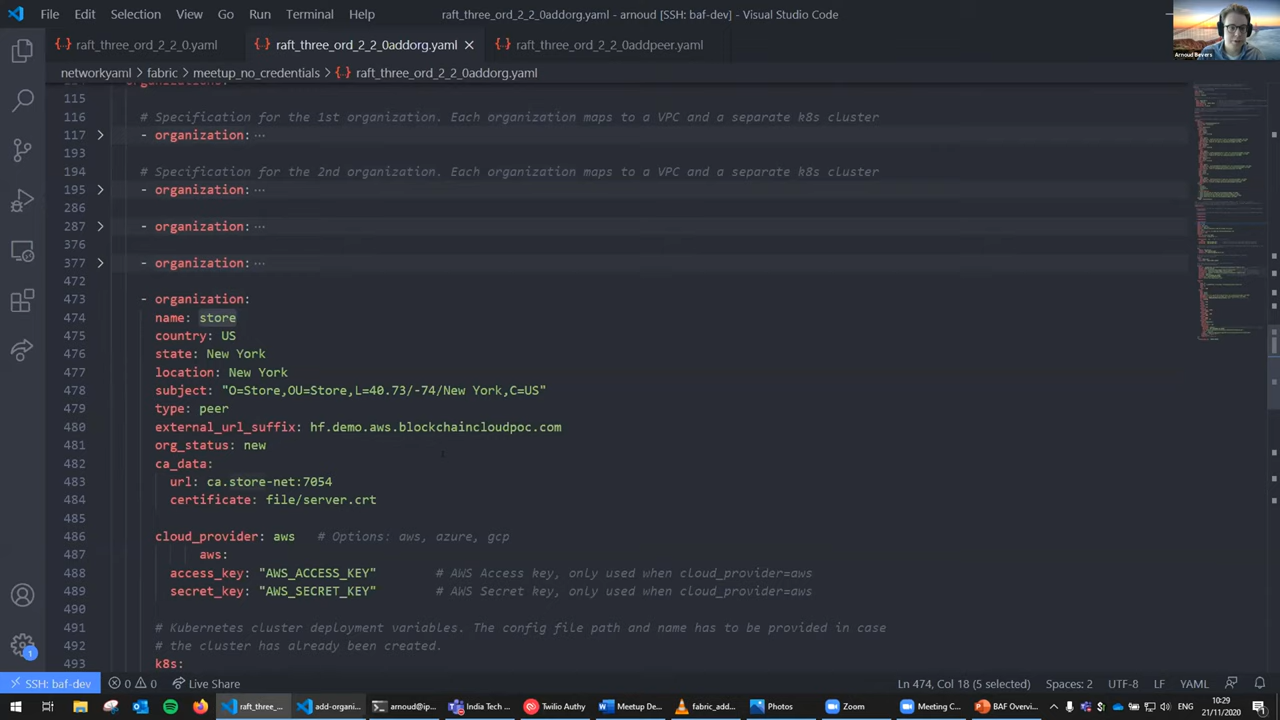 File Edit Selection View Go Run Terminal Help
raft_three_ord_2_2_0addorg.yaml - arnoud [SSH: baf-dev] - Visual Studio Code
Arnoud Bevers
raft_three_ord_2_2_0.yaml
raft_three_ord_2_2_0addorg.yaml
raft_three_ord_2_2_0addpeer.yaml
networkyaml > fabric > meetup_no_credentials > raft_three_ord_2_2_0addorg.yaml
115
116 # Specification for the 1st organization. Each organization maps to a VPC and a separate k8s cluster
117 - organization: ...
193
194 # Specification for the 2nd organization. Each organization maps to a VPC and a separate k8s cluster
195 - organization: ...
286
287 - organization: ...
376
377 - organization: ...
472
473 - organization:
474 name: store
475 country: US
476 state: New York
477 location: New York
478 subject: "O=Store,OU=Store,L=40.73/-74/New York,C=US"
479 type: peer
480 external_url_suffix: hf.demo.aws.blockchaincloudpoc.com
481 org_status: new
482 ca_data:
483 url: ca.store-net:7054
484 certificate: file/server.crt
485
486 cloud_provider: aws # Options: aws, azure, gcp
487 aws:
488 access_key: "AWS_ACCESS_KEY" # AWS Access key, only used when cloud_provider=aws
489 secret_key: "AWS_SECRET_KEY" # AWS Secret key, only used when cloud_provider=aws
490
491 # Kubernetes cluster deployment variables. The config file path and name has to be provided in case
492 # the cluster has already been created.
493 k8s:
1
SSH: baf-dev 0 0 Live Share Ln 474, Col 18 (5 selected) Spaces: 2 UTF-8 LF YAML
raft_three_... add-organi... arnoud@ip... India Tech ... Twilio Authy Meetup De... fabric_add... Photos Zoom Meeting C... BAF Overvi... ENG 10:29
21/11/2020